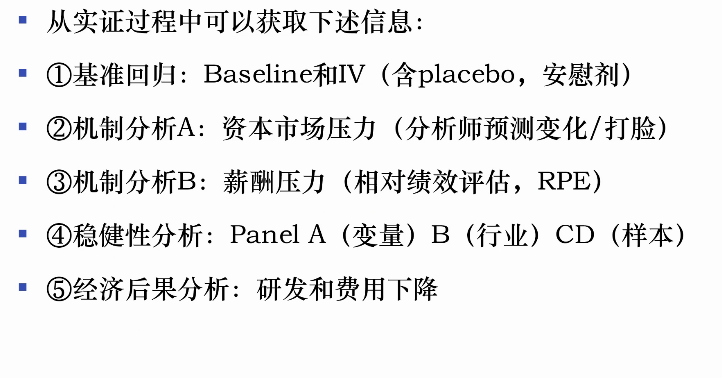 ▪ 从实证过程中可以获取下述信息：
▪ ①基准回归：Baseline和IV（含placebo，安慰剂）
▪ ②机制分析A：资本市场压力（分析师预测变化/打脸）
▪ ③机制分析B：薪酬压力（相对绩效评估，RPE）
▪ ④稳健性分析：Panel A（变量）B（行业）CD（样本）
▪ ⑤经济后果分析：研发和费用下降